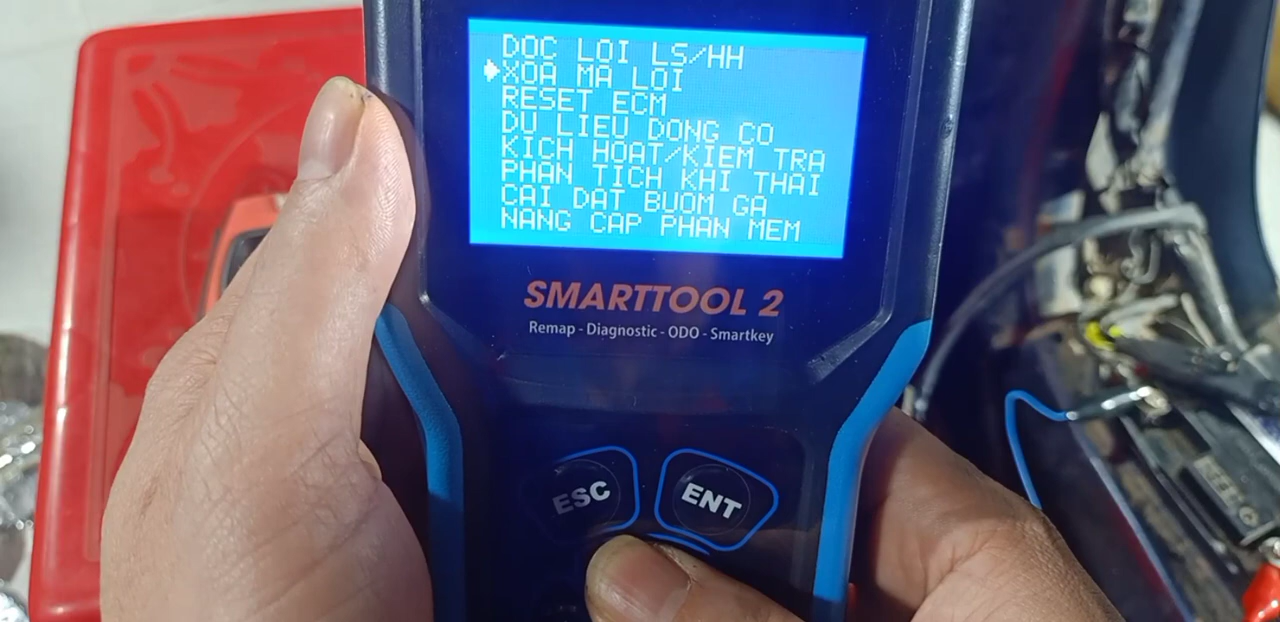 DOC LOI LS/HH
XOA MA LOI
RESET ECM
DU LIEU DONG CO
KICH HOAT/KIEM TRA
PHAN TICH KHI THAI
CAI DAT BUOM GA
NANG CAP PHAN MEM
SMARTTOOL 2
Remap - Diagnostic - ODO - Smartkey
ESC
ENT